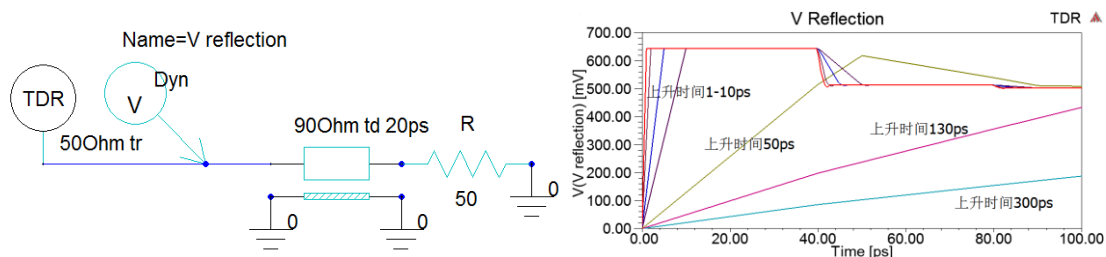 Name=V reflection
Dyn
TDR
V
50Ohm tr
90Ohm td 20ps
R
50
0
0
0
V Reflection
TDR
V(V reflection) [mV]
700.00
600.00
500.00
400.00
300.00
200.00
100.00
0.00
上升时间1-10ps
上升时间50ps
上升时间130ps
上升时间300ps
0.00 20.00 40.00 60.00 80.00 100.00
Time [ps]